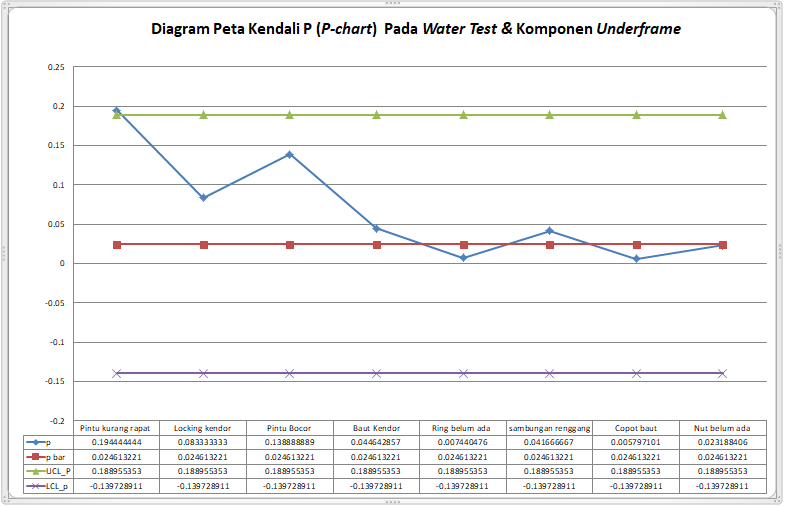 Diagram Peta Kendali P (P-chart) Pada Water Test & Komponen Underframe
0.25
0.2
0.15
0.1
0.05
0
-0.05
-0.1
-0.15
-0.2
Pintu kurang rapat Locking kendor Pintu Bocor Baut Kendor Ring belum ada sambungan renggang Copot baut Nut belum ada
p 0.194444444 0.083333333 0.138888889 0.044642857 0.007440476 0.041666667 0.005797101 0.023188406
p bar 0.024613221 0.024613221 0.024613221 0.024613221 0.024613221 0.024613221 0.024613221 0.024613221
UCL_P 0.188955353 0.188955353 0.188955353 0.188955353 0.188955353 0.188955353 0.188955353 0.188955353
LCL_p -0.139728911 -0.139728911 -0.139728911 -0.139728911 -0.139728911 -0.139728911 -0.139728911 -0.139728911